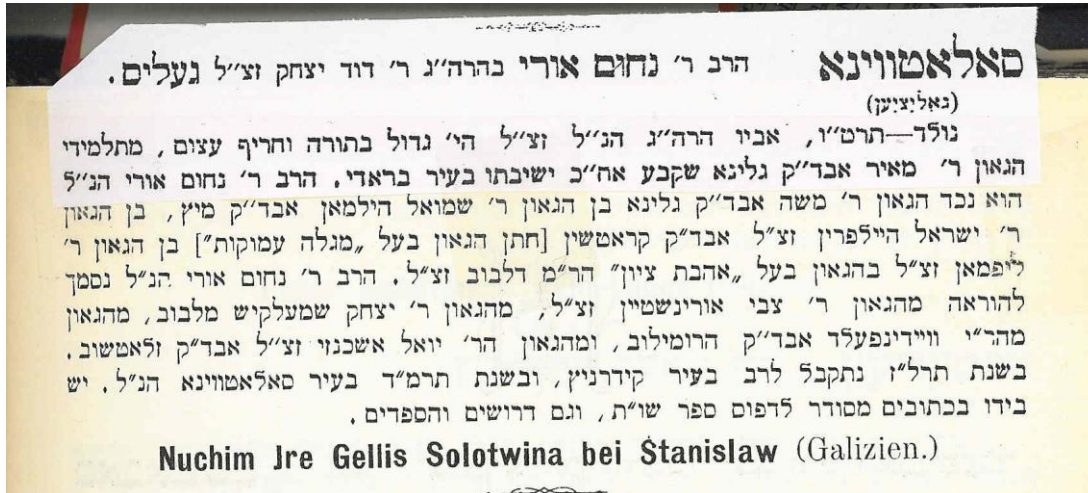 סאלאטווינא הרב ר׳ נחום אורי בהרה״ג ר׳ דוד יצחק זצ״ל געלים.
(גאליציען)
נולד—תרט״ו, אביו הרה״ג הנ״ל זצ״ל הי׳ גדול בתורה וחריף עצום, מתלמידי
הגאון ר׳ מאיר אבד״ק גלינא שקבע אח״כ ישיבתו בעיר בראדי. הרב ר׳ נחום אורי הנ״ל
הוא נכד הגאון ר׳ משה אבד״ק גלינא בן הגאון ר׳ שמואל הילמאן אבד״ק מיץ, בן הגאון
ר׳ ישראל היילפרין זצ״ל אבד״ק קראטשין [חתן הגאון בעל „מגלה עמוקות״] בן הגאון ר׳
ליפמאן זצ״ל בהגאון בעל „אהבת ציון״ הר״מ דלבוב זצ״ל. הרב ר׳ נחום אורי הנ״ל נסמך
להוראה מהגאון ר׳ צבי אורינשטיין זצ״ל, מהגאון ר׳ יצחק שמעלקיש מלבוב, מהגאון
מהר״י וויידינפעלד אבד״ק הרומילוב, ומהגאון הר׳ יואל אשכנזי זצ״ל אבד״ק זלאטשוב.
בשנת תרל״ז נתקבל לרב בעיר קידרניץ, ובשנת תרמ״ד בעיר סאלאטווינא הנ״ל. יש
בידו בכתובים מסודר לדפוס ספר שו״ת, וגם דרושים והספדים.
Nuchim Jre Gellis Solotwina bei Stanislaw (Galizien.)